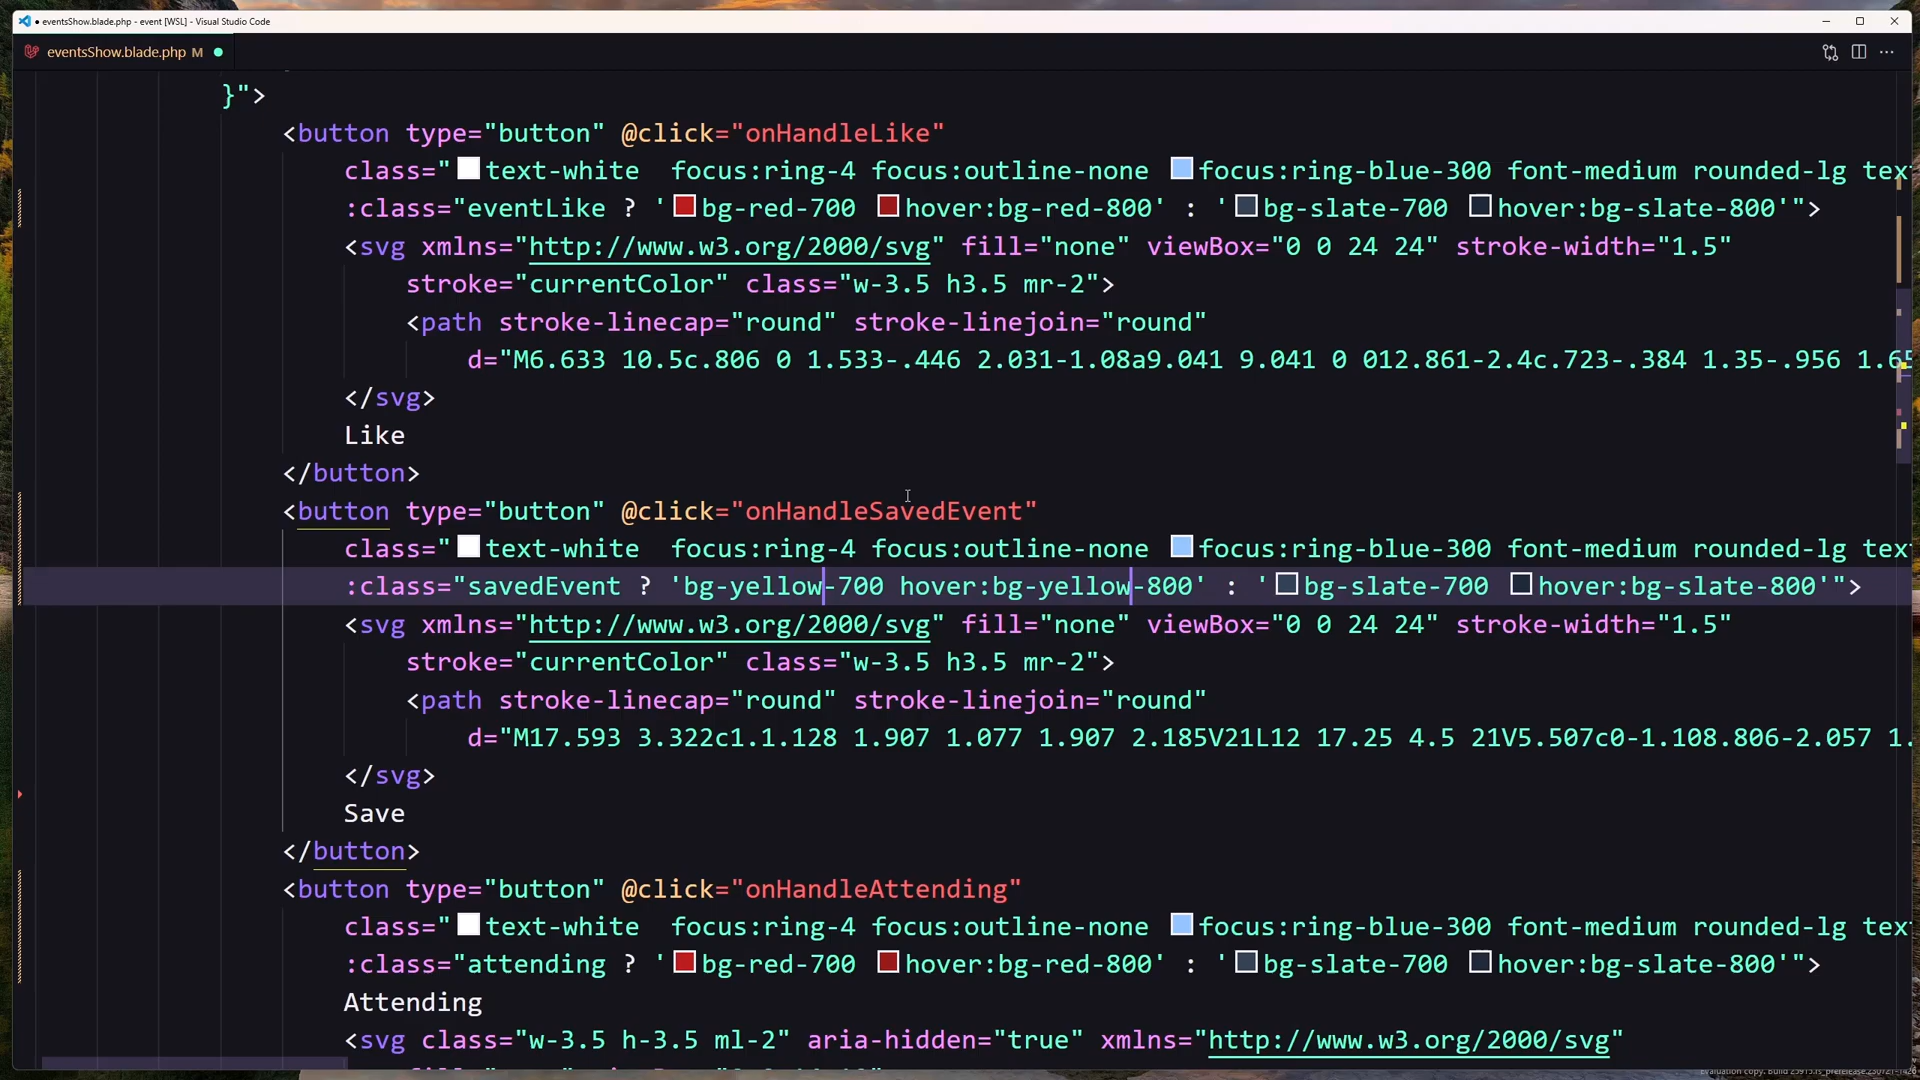 eventsShow.blade.php - event [WSL] - Visual Studio Code
eventsShow.blade.php M
}">
<button type="button" @click="onHandleLike"
class="text-white  focus:ring-4 focus:outline-none focus:ring-blue-300 font-medium rounded-lg tex
:class="eventLike ? 'bg-red-700 hover:bg-red-800' : 'bg-slate-700 hover:bg-slate-800'">
<svg xmlns="http://www.w3.org/2000/svg" fill="none" viewBox="0 0 24 24" stroke-width="1.5"
stroke="currentColor" class="w-3.5 h3.5 mr-2">
<path stroke-linecap="round" stroke-linejoin="round"
d="M6.633 10.5c.806 0 1.533-.446 2.031-1.08a9.041 9.041 0 012.861-2.4c.723-.384 1.35-.956 1.65
</svg>
Like
</button>
<button type="button" @click="onHandleSavedEvent"
class="text-white  focus:ring-4 focus:outline-none focus:ring-blue-300 font-medium rounded-lg tex
:class="savedEvent ? 'bg-yellow-700 hover:bg-yellow-800' : 'bg-slate-700 hover:bg-slate-800'">
<svg xmlns="http://www.w3.org/2000/svg" fill="none" viewBox="0 0 24 24" stroke-width="1.5"
stroke="currentColor" class="w-3.5 h3.5 mr-2">
<path stroke-linecap="round" stroke-linejoin="round"
d="M17.593 3.322c1.1.128 1.907 1.077 1.907 2.185V21L12 17.25 4.5 21V5.507c0-1.108.806-2.057 1.
</svg>
Save
</button>
<button type="button" @click="onHandleAttending"
class="text-white  focus:ring-4 focus:outline-none focus:ring-blue-300 font-medium rounded-lg tex
:class="attending ? 'bg-red-700 hover:bg-red-800' : 'bg-slate-700 hover:bg-slate-800'">
Attending
<svg class="w-3.5 h-3.5 ml-2" aria-hidden="true" xmlns="http://www.w3.org/2000/svg"
Evaluation copy. Build 25915.rs_prerelease.230721-1426